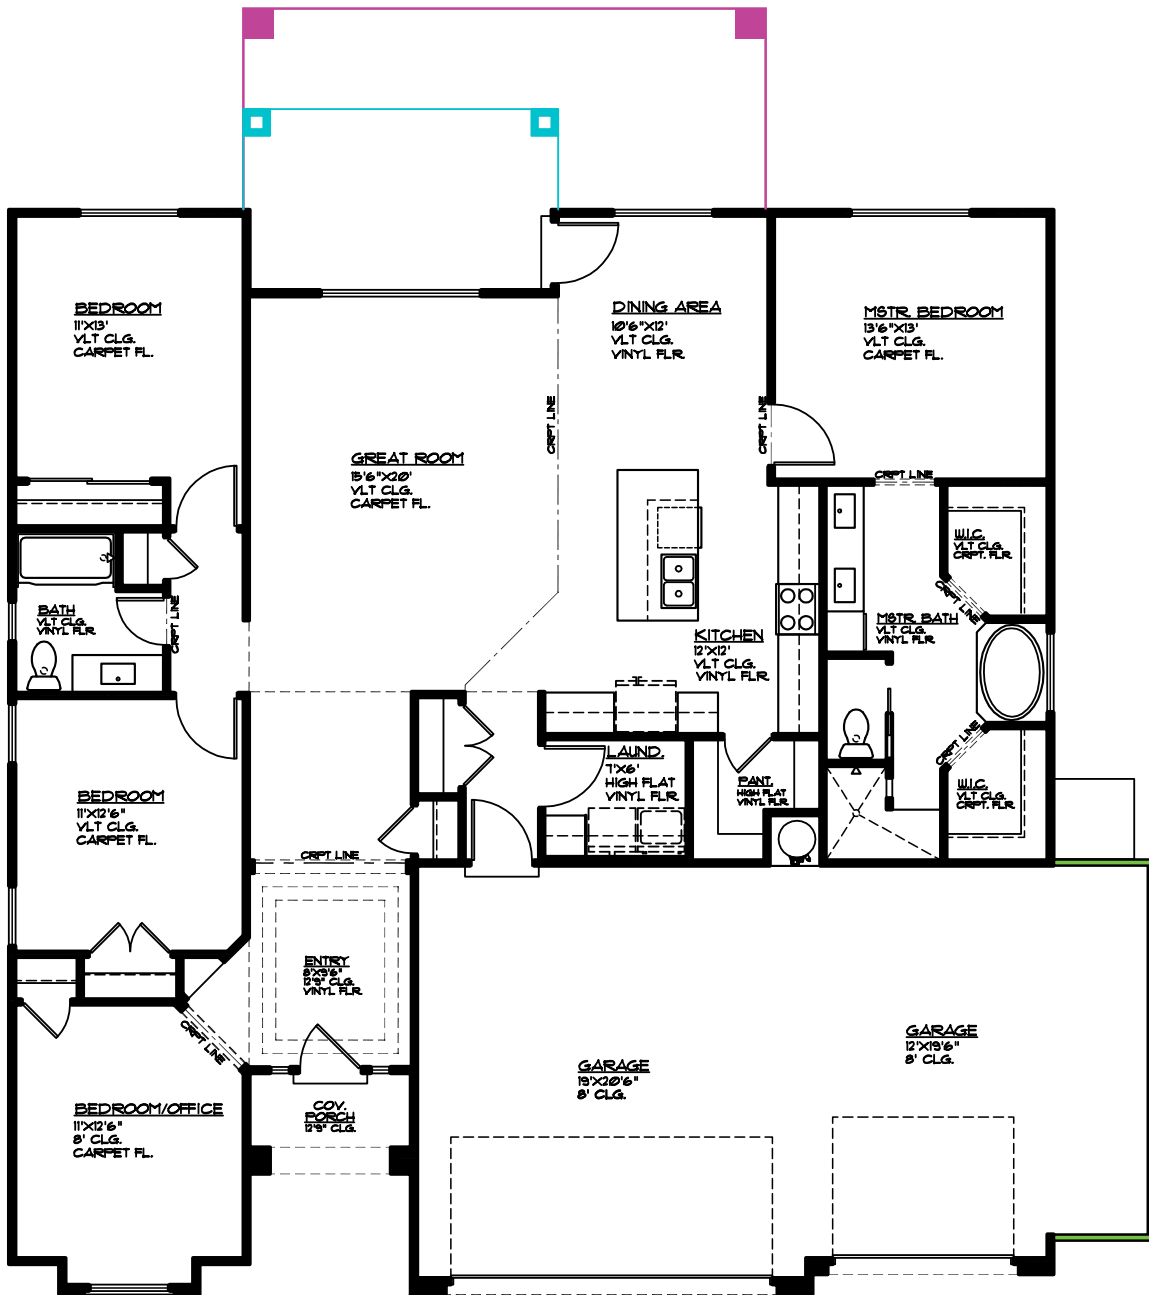 BEDROOM
11'X13'
VLT CLG.
CARPET FL.
DINING AREA
10'6"X12'
VLT CLG.
VINYL FLR.
MSTR. BEDROOM
13'6"X13'
VLT CLG.
CARPET FL.
CRPT LINE
CRPT LINE
GREAT ROOM
15'6"X20'
VLT CLG.
CARPET FL.
CRPT LINE
W.I.C.
VLT CLG.
CRPT. FLR.
CRPT LINE
BATH
VLT CLG.
VINYL FLR.
CRPT LINE
MSTR. BATH
VLT CLG.
VINYL FLR.
KITCHEN
12'X12'
VLT CLG.
VINYL FLR.
CRPT LINE
LAUND.
7'X6'
HIGH FLAT
VINYL FLR.
PANT.
HIGH FLAT
VINYL FLR.
W.I.C.
VLT CLG.
CRPT. FLR.
BEDROOM
11'X12'6"
VLT CLG.
CARPET FL.
CRPT LINE
ENTRY
8'X9'6"
12'9" CLG.
VINYL FLR.
CRPT LINE
GARAGE
12'X19'6"
8' CLG.
GARAGE
19'X20'6"
8' CLG.
BEDROOM/OFFICE
11'X12'6"
8' CLG.
CARPET FL.
COV.
PORCH
12'9" CLG.